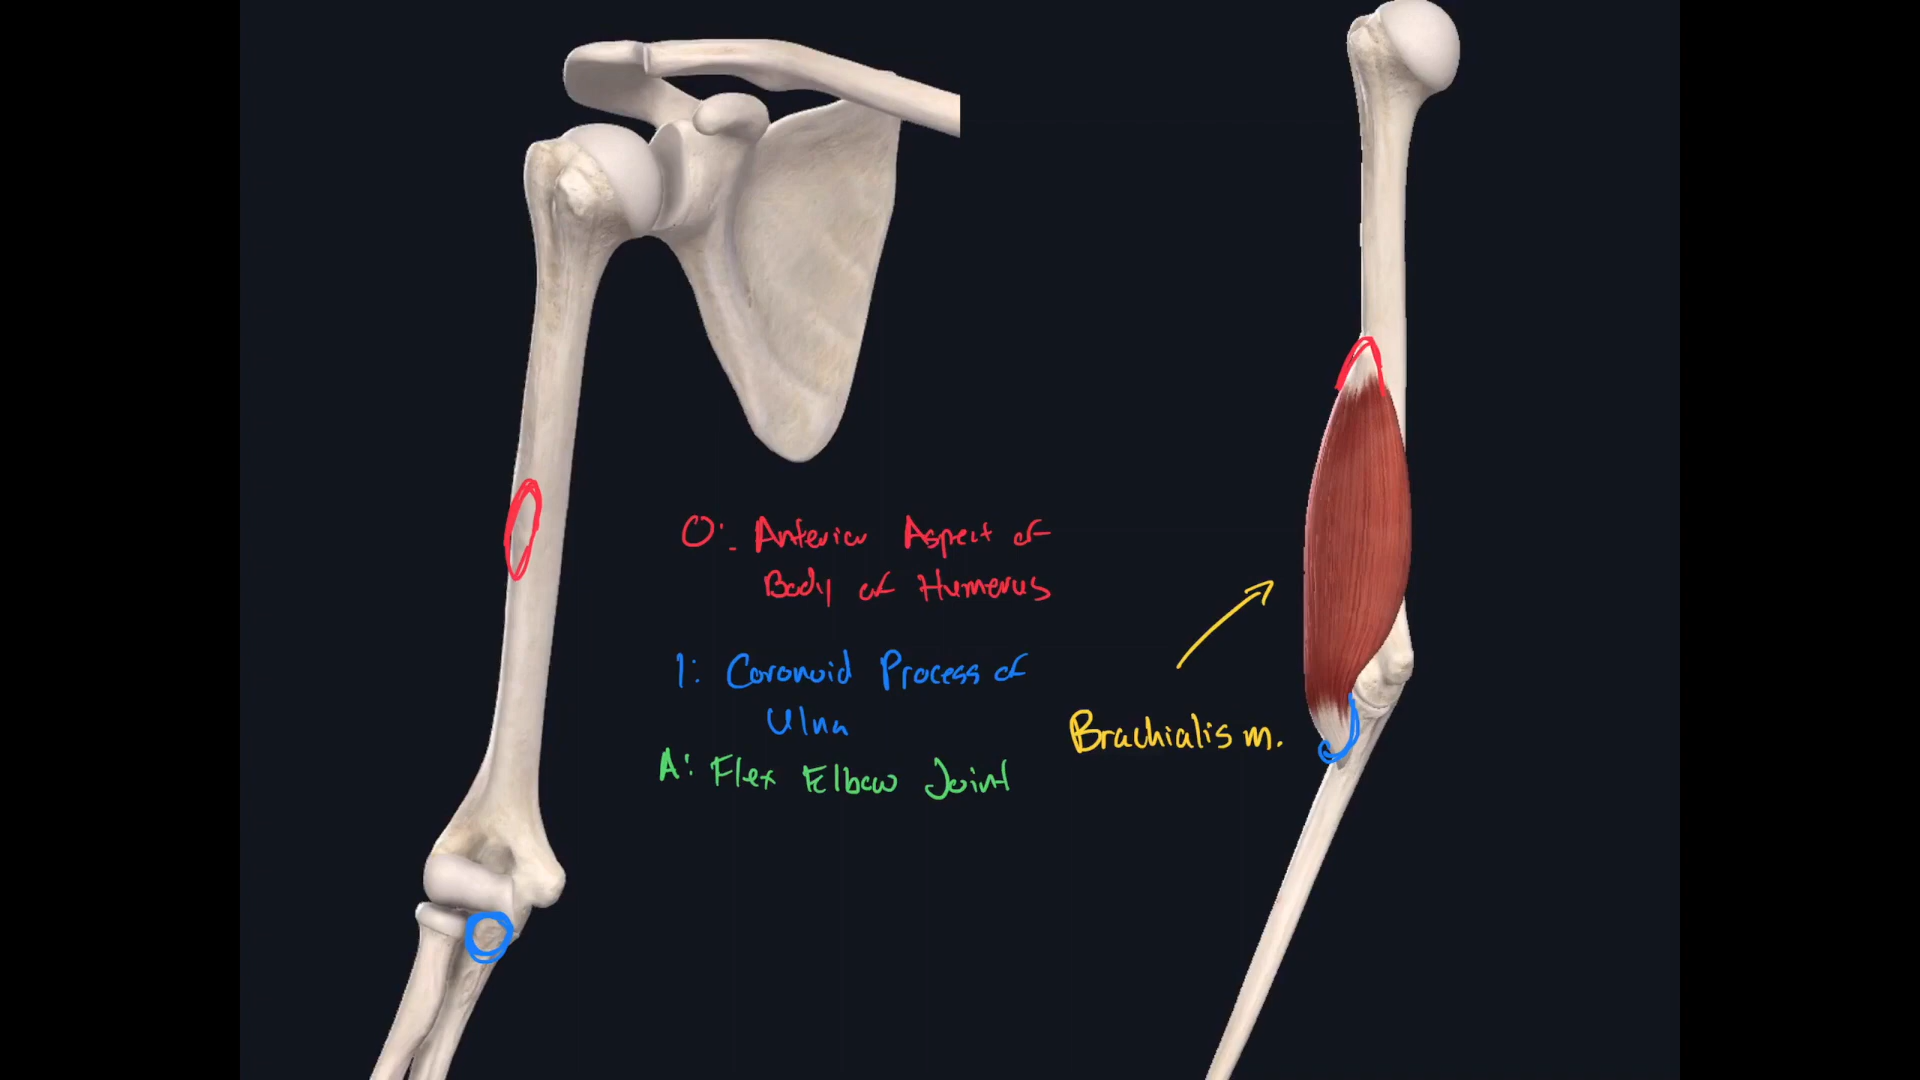 O: Anterior Aspect of
Body of Humerus
I: Coronoid Process of
Ulna
A: Flex Elbow Joint
Brachialis m.